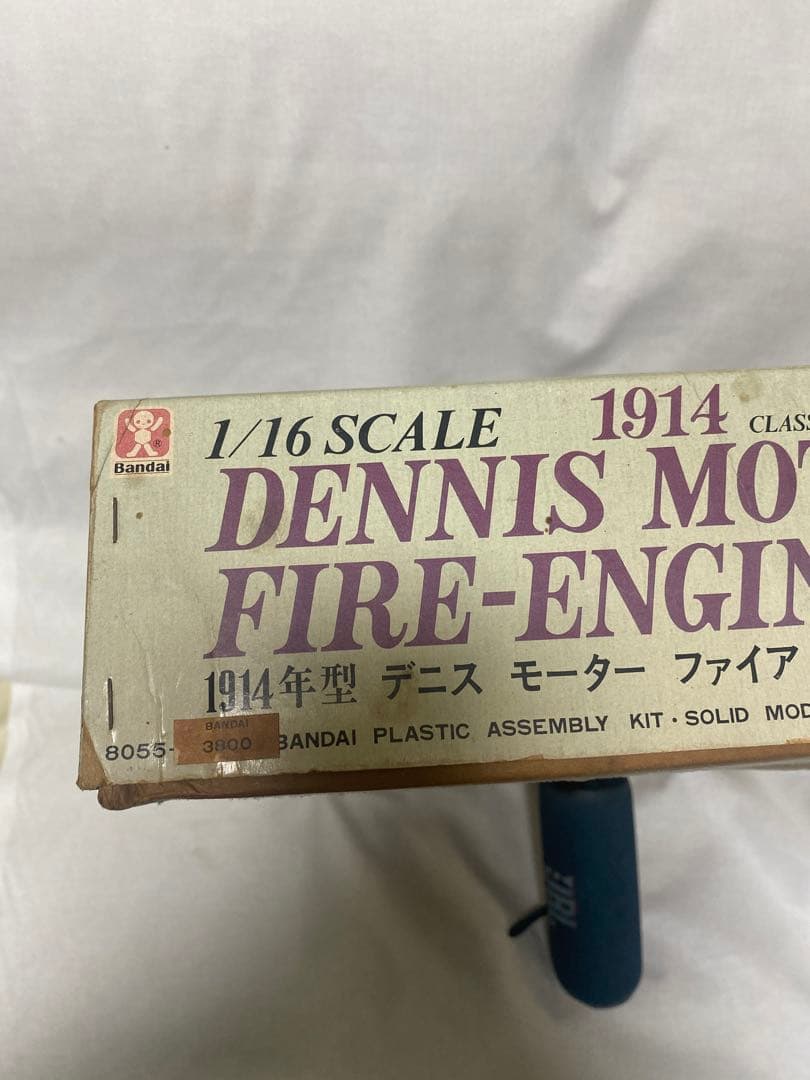 Bandai
1/16 SCALE 1914 CLASS
DENNIS MOT
FIRE-ENGIN
1914年型 デニス モーター ファイア
BANDAI
8055- 3800 BANDAI PLASTIC ASSEMBLY KIT・SOLID MOD